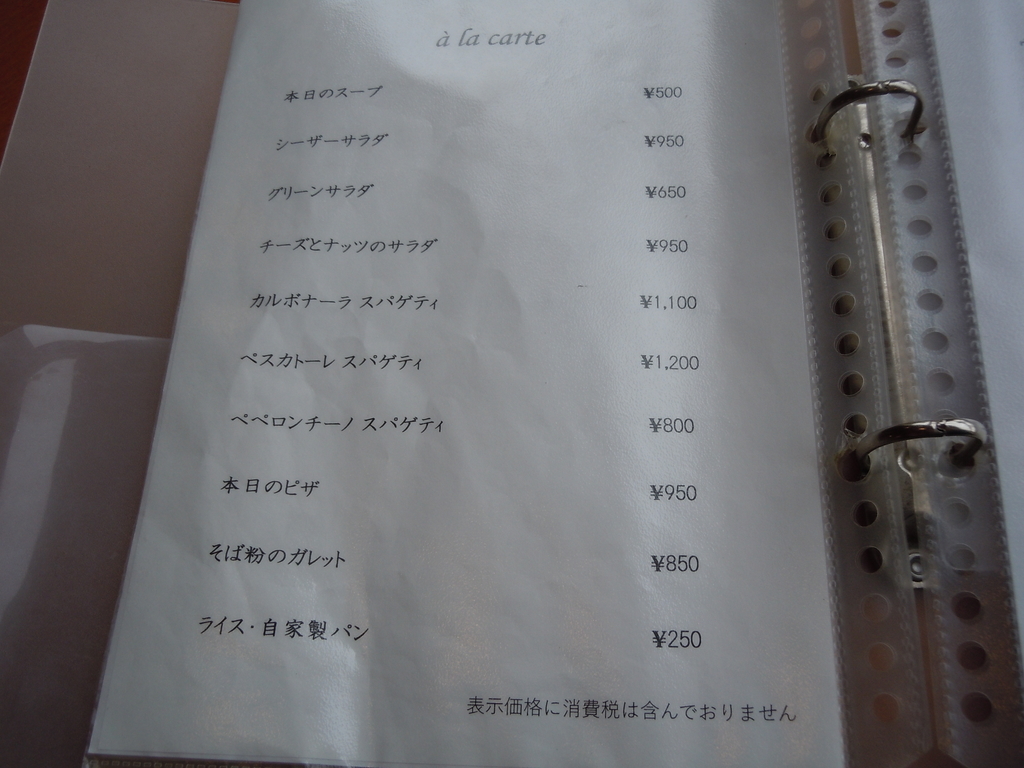 à la carte
本日のスープ ¥500
シーザーサラダ ¥950
グリーンサラダ ¥650
チーズとナッツのサラダ ¥950
カルボナーラ スパゲティ ¥1,100
ペスカトーレ スパゲティ ¥1,200
ペペロンチーノ スパゲティ ¥800
本日のピザ ¥950
そば粉のガレット ¥850
ライス・自家製パン ¥250
表示価格に消費税は含んでおりません